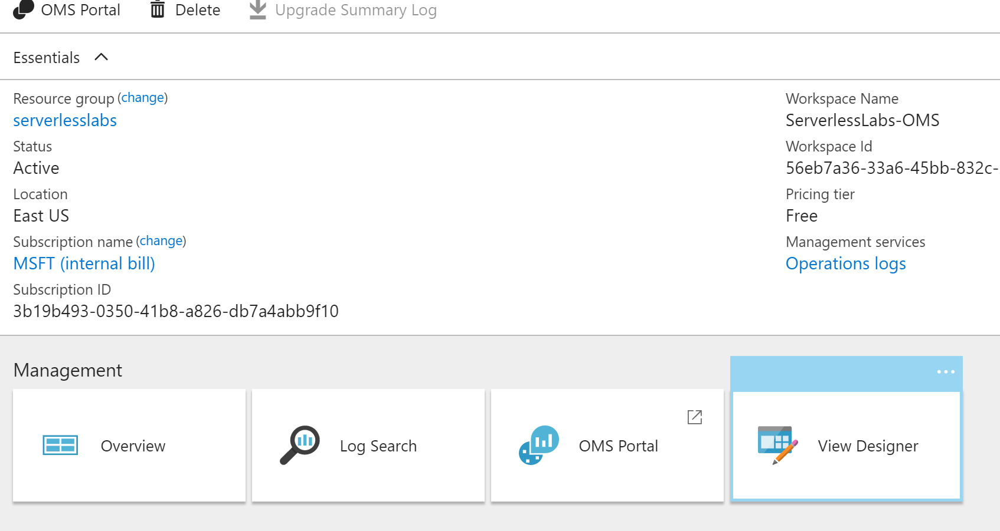 OMS Portal Delete Upgrade Summary Log
Essentials
Resource group (change)
serverlesslabs
Status
Active
Location
East US
Subscription name (change)
MSFT (internal bill)
Subscription ID
3b19b493-0350-41b8-a826-db7a4abb9f10
Workspace Name
ServerlessLabs-OMS
Workspace Id
56eb7a36-33a6-45bb-832c-
Pricing tier
Free
Management services
Operations logs
Management
Overview
Log Search
OMS Portal
View Designer